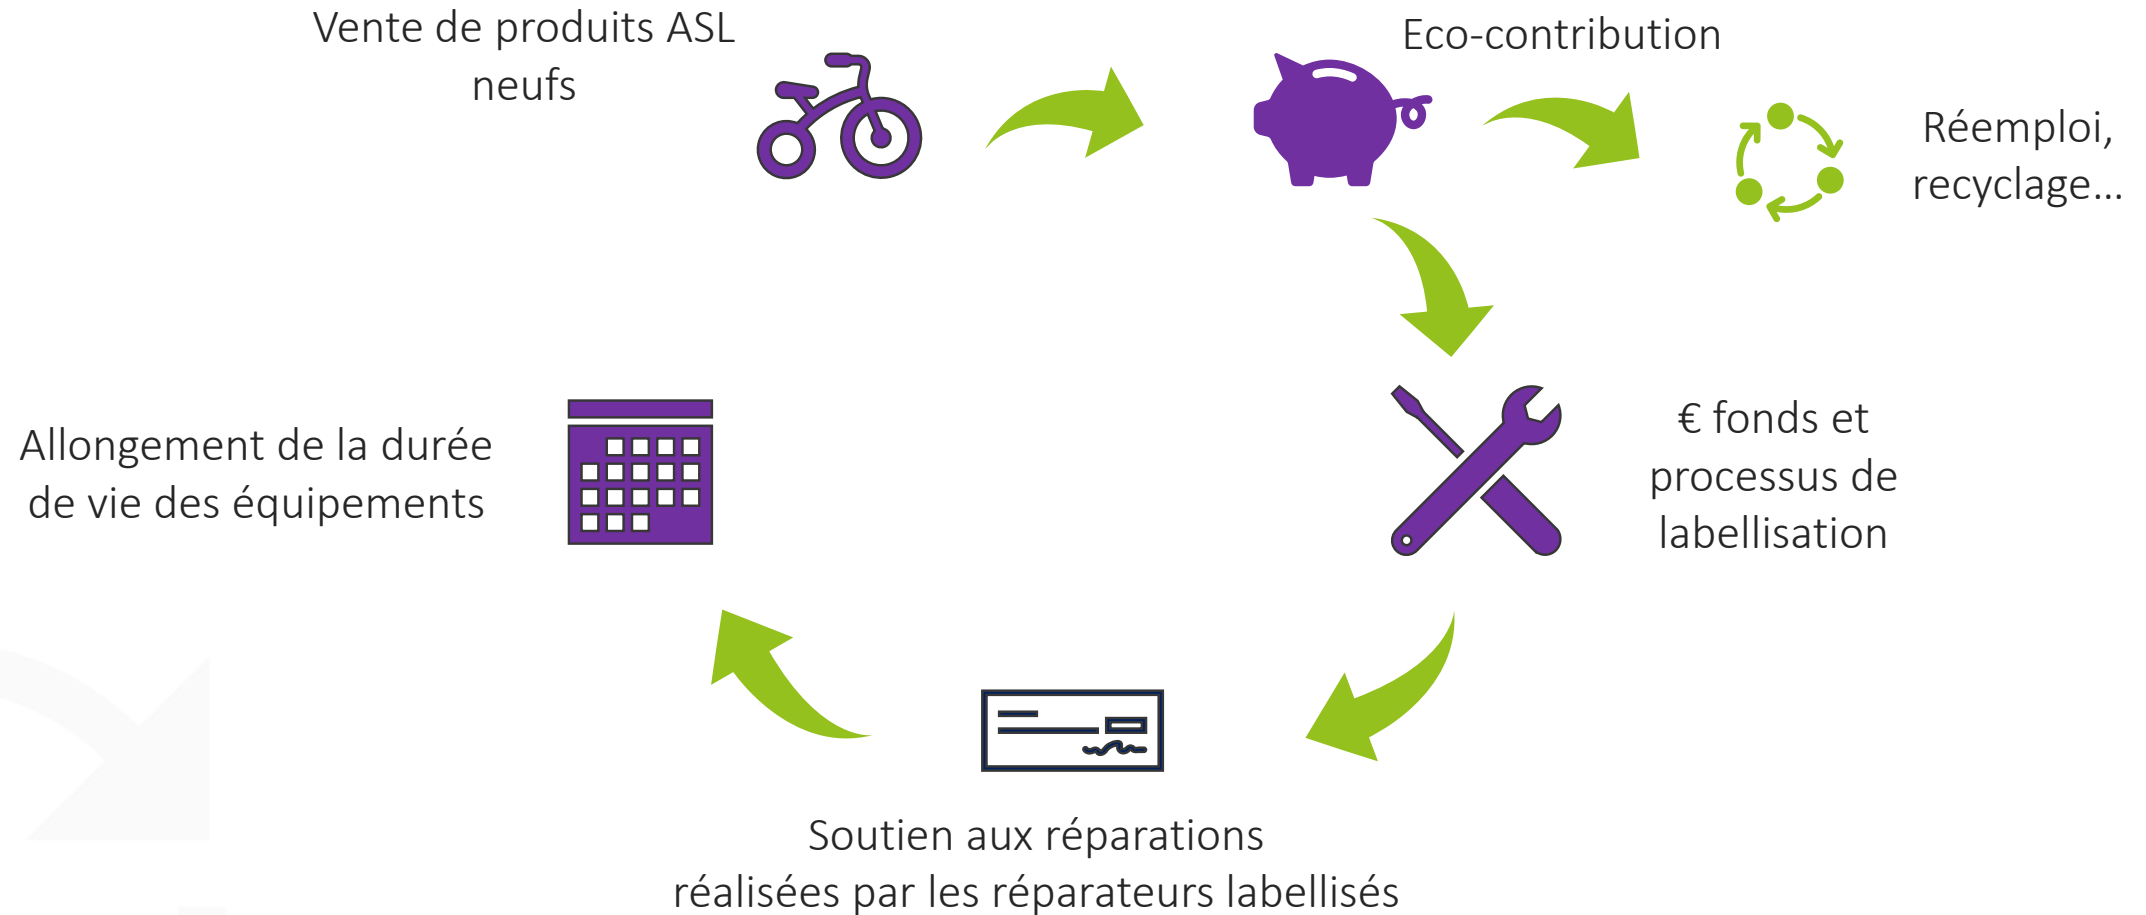 Vente de produits ASL
neufs
Eco-contribution
Réemploi,
recyclage...
€ fonds et
processus de
labellisation
Soutien aux réparations
réalisées par les réparateurs labellisés
Allongement de la durée
de vie des équipements